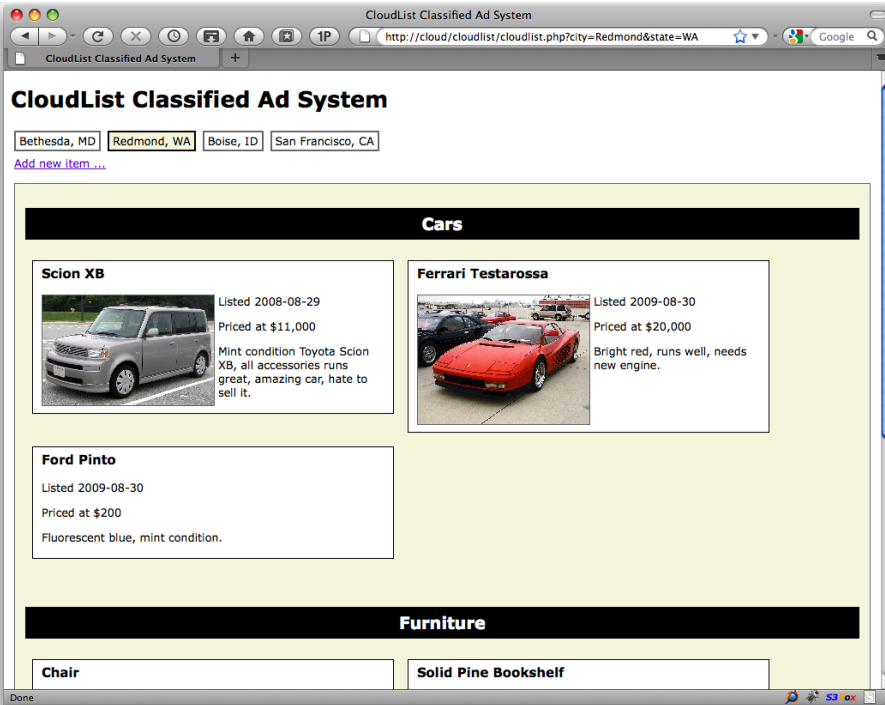 CloudList Classified Ad System
1P
http://cloud/cloudlist/cloudlist.php?city=Redmond&state=WA
Google
CloudList Classified Ad System
+
CloudList Classified Ad System
Bethesda, MD
Redmond, WA
Boise, ID
San Francisco, CA
Add new item ...
Cars
Scion XB
Listed 2008-08-29
Priced at $11,000
Mint condition Toyota Scion
XB, all accessories runs
great, amazing car, hate to
sell it.
Ferrari Testarossa
Listed 2009-08-30
Priced at $20,000
Bright red, runs well, needs
new engine.
Ford Pinto
Listed 2009-08-30
Priced at $200
Fluorescent blue, mint condition.
Furniture
Chair
Solid Pine Bookshelf
Done
S3Fox